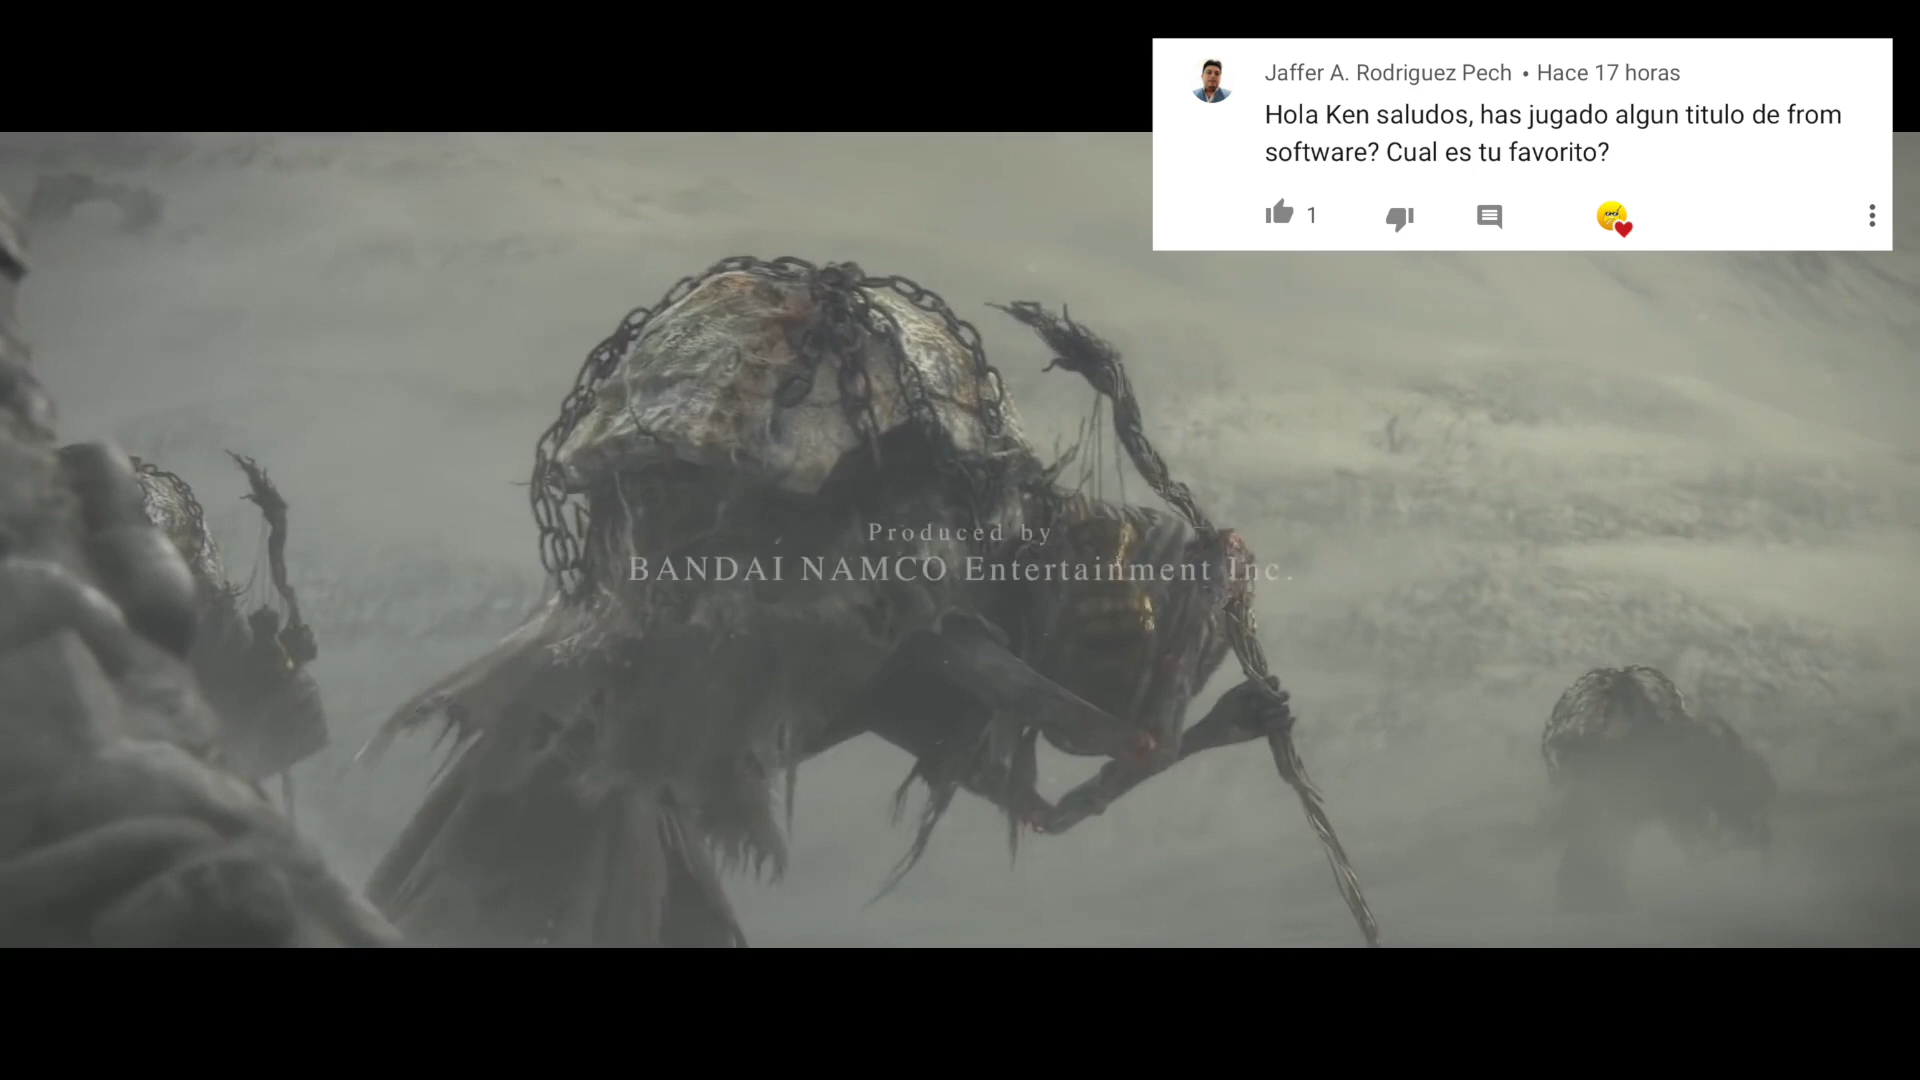 Jaffer A. Rodriguez Pech • Hace 17 horas
Hola Ken saludos, has jugado algun titulo de from
software? Cual es tu favorito?
1
Produced by
BANDAI NAMCO Entertainment Inc.